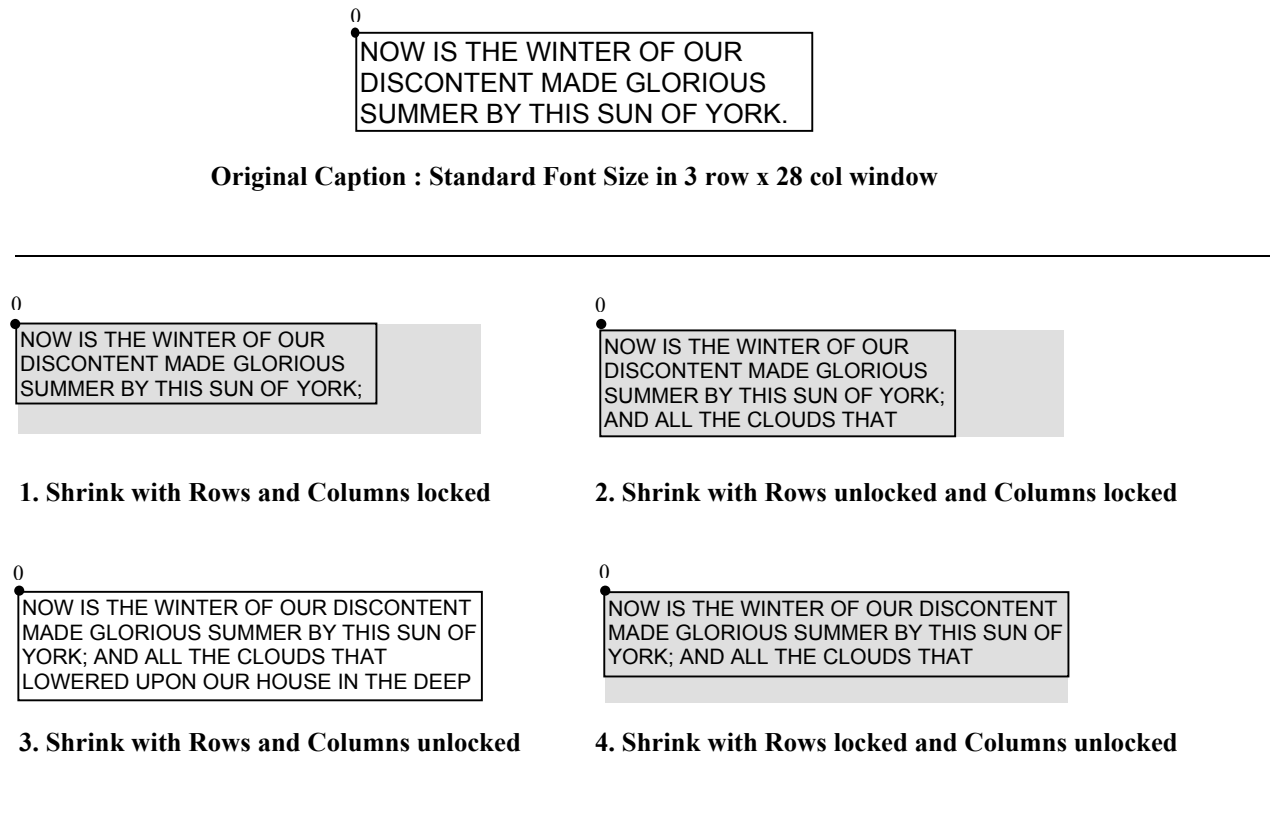 0
NOW IS THE WINTER OF OUR
DISCONTENT MADE GLORIOUS
SUMMER BY THIS SUN OF YORK.
Original Caption : Standard Font Size in 3 row x 28 col window
0
NOW IS THE WINTER OF OUR
DISCONTENT MADE GLORIOUS
SUMMER BY THIS SUN OF YORK;
1. Shrink with Rows and Columns locked
0
NOW IS THE WINTER OF OUR
DISCONTENT MADE GLORIOUS
SUMMER BY THIS SUN OF YORK;
AND ALL THE CLOUDS THAT
2. Shrink with Rows unlocked and Columns locked
0
NOW IS THE WINTER OF OUR DISCONTENT
MADE GLORIOUS SUMMER BY THIS SUN OF
YORK; AND ALL THE CLOUDS THAT
LOWERED UPON OUR HOUSE IN THE DEEP
3. Shrink with Rows and Columns unlocked
0
NOW IS THE WINTER OF OUR DISCONTENT
MADE GLORIOUS SUMMER BY THIS SUN OF
YORK; AND ALL THE CLOUDS THAT
4. Shrink with Rows locked and Columns unlocked